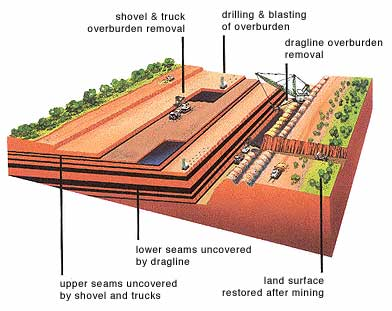 shovel & truck
overburden removal
drilling & blasting
of overburden
dragline overburden
removal
lower seams uncovered
by dragline
upper seams uncovered
by shovel and trucks
land surface
restored after mining